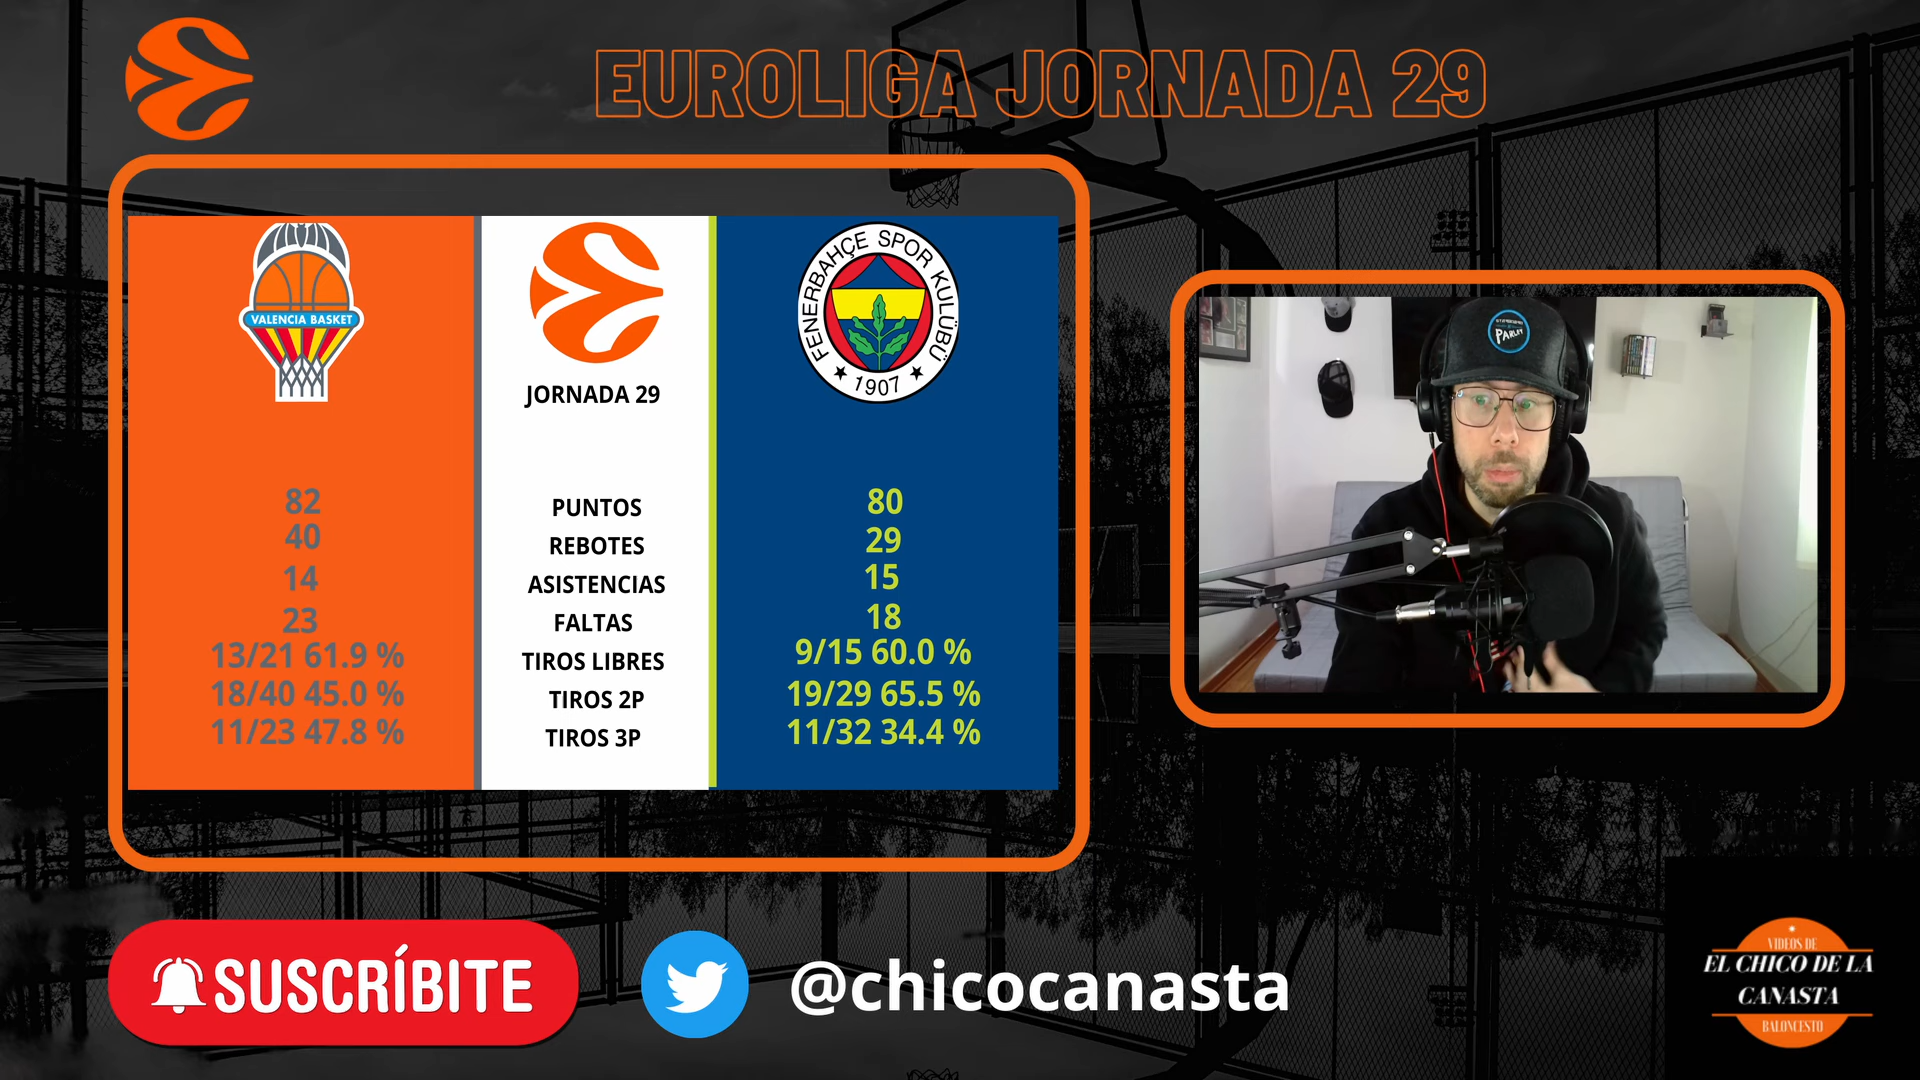 EUROLIGA JORNADA 29
VALENCIA BASKET
JORNADA 29
FENERBAHÇE SPOR KULÜBÜ
★ 1907 ★
82 PUNTOS 80
40 REBOTES 29
14 ASISTENCIAS 15
23 FALTAS 18
13/21 61.9 % TIROS LIBRES 9/15 60.0 %
18/40 45.0 % TIROS 2P 19/29 65.5 %
11/23 47.8 % TIROS 3P 11/32 34.4 %
PARLEY
SUSCRÍBITE
@chicocanasta
VIDEOS DE
EL CHICO DE LA
CANASTA
BALONCESTO